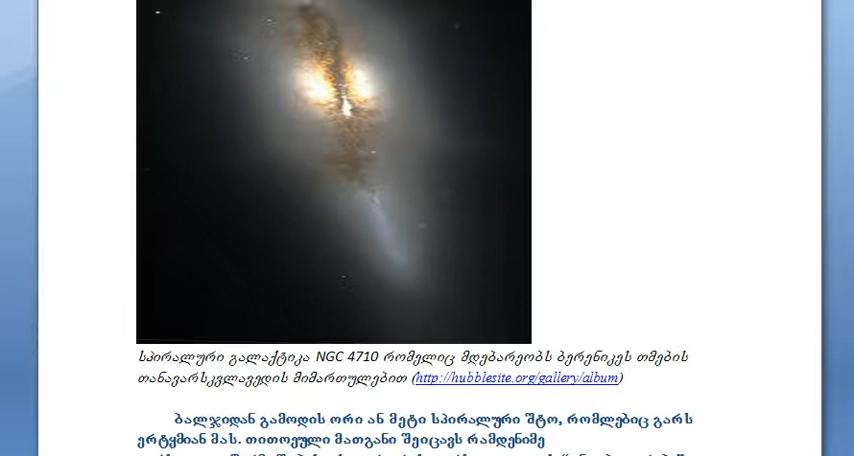 სპირალური გალაქტიკა NGC 4710 რომელიც მდებარეობს ბერენიკეს თმების
თანავარსკვლავედის მიმართულებით (http://hubblesite.org/gallery/album)
ბალჯიდან გამოდის ორი ან მეტი სპირალური შტო, რომლებიც გარს
ერტყმიან მას. თითოეული მათგანი შეიცავს რამდენიმე